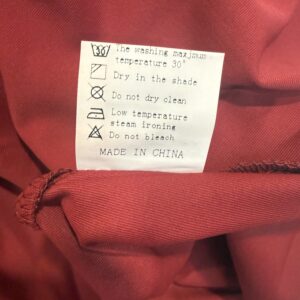 The washing maxjmum
temperature 30°
Dry in the shade
Do not dry clean
Low temperature
steam ironing
Do not bleach
MADE IN CHINA